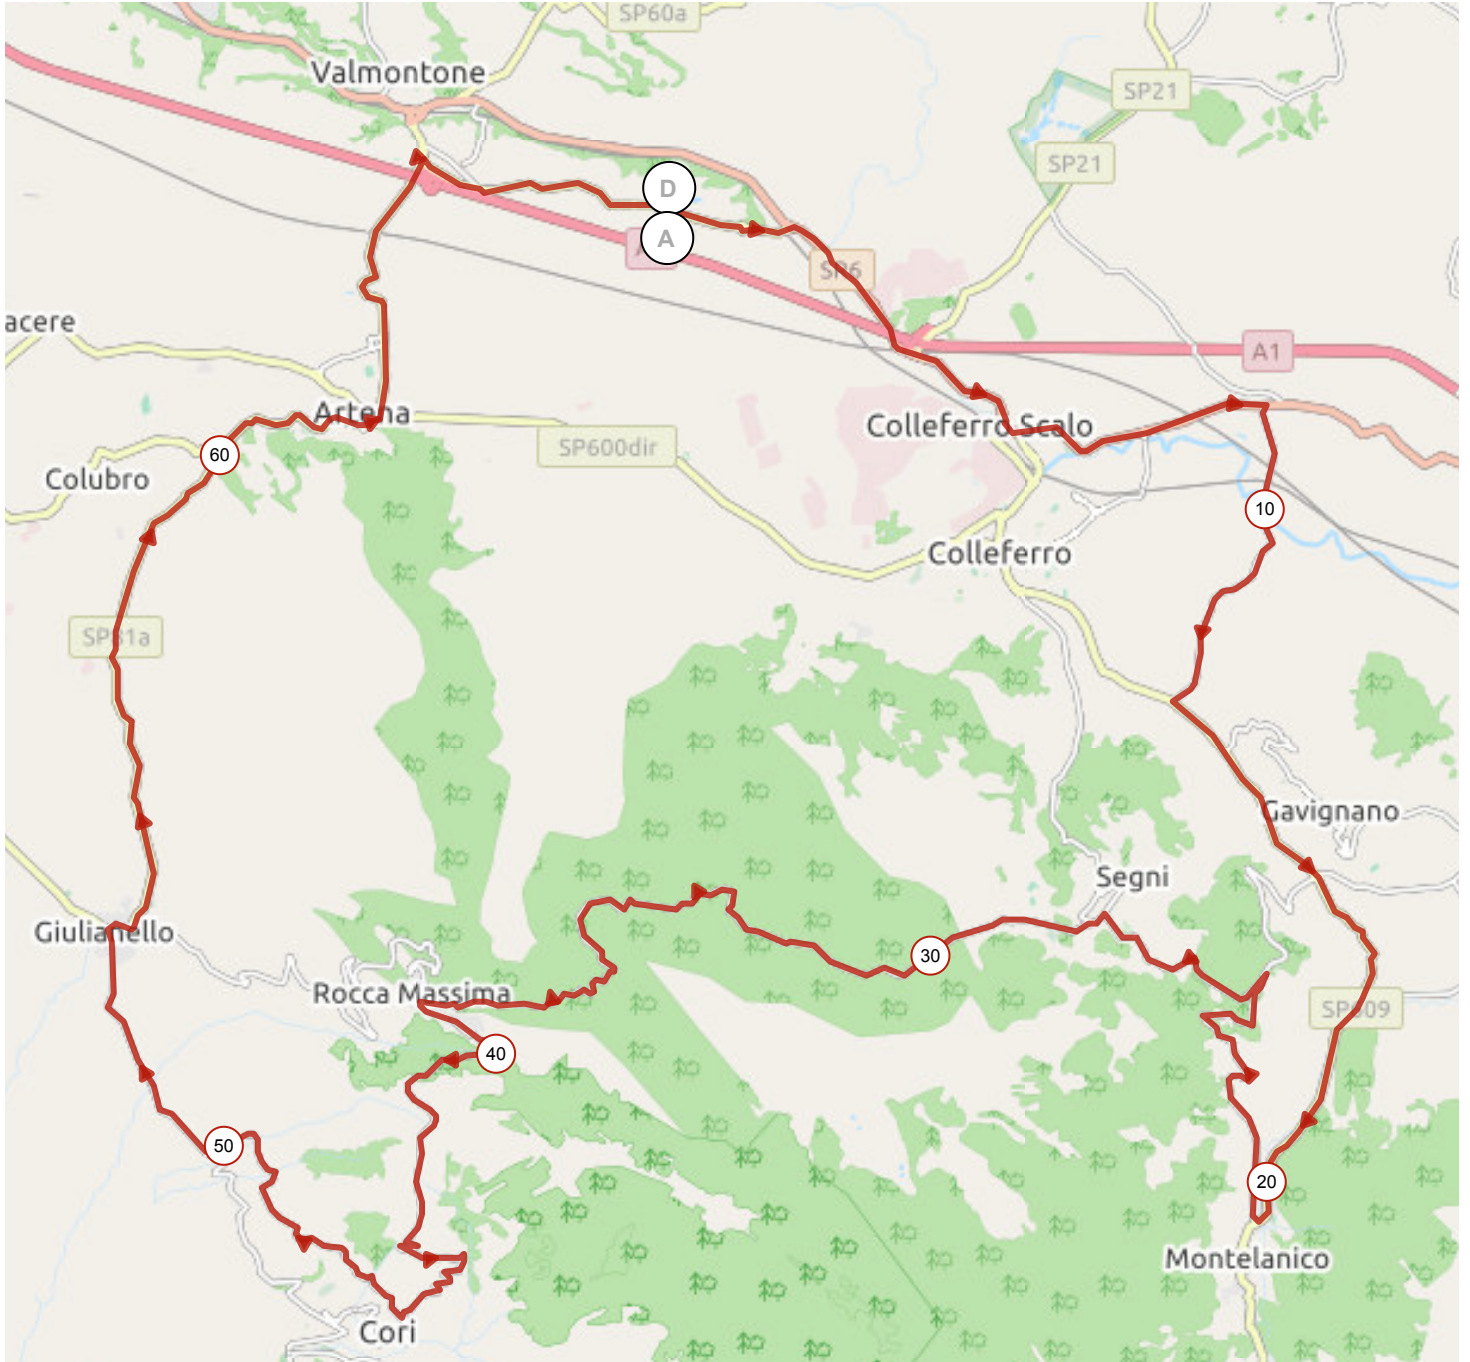 SP60a
Valmontone
SP21
SP21
D
A
SP6
acere
A1
Artena
Colleferro Scalo
SP600dir
60
Colubro
10
Colleferro
SP81a
Gavignano
Segni
Giulianello
30
Rocca Massima
SP609
40
50
20
Montelanico
Cori